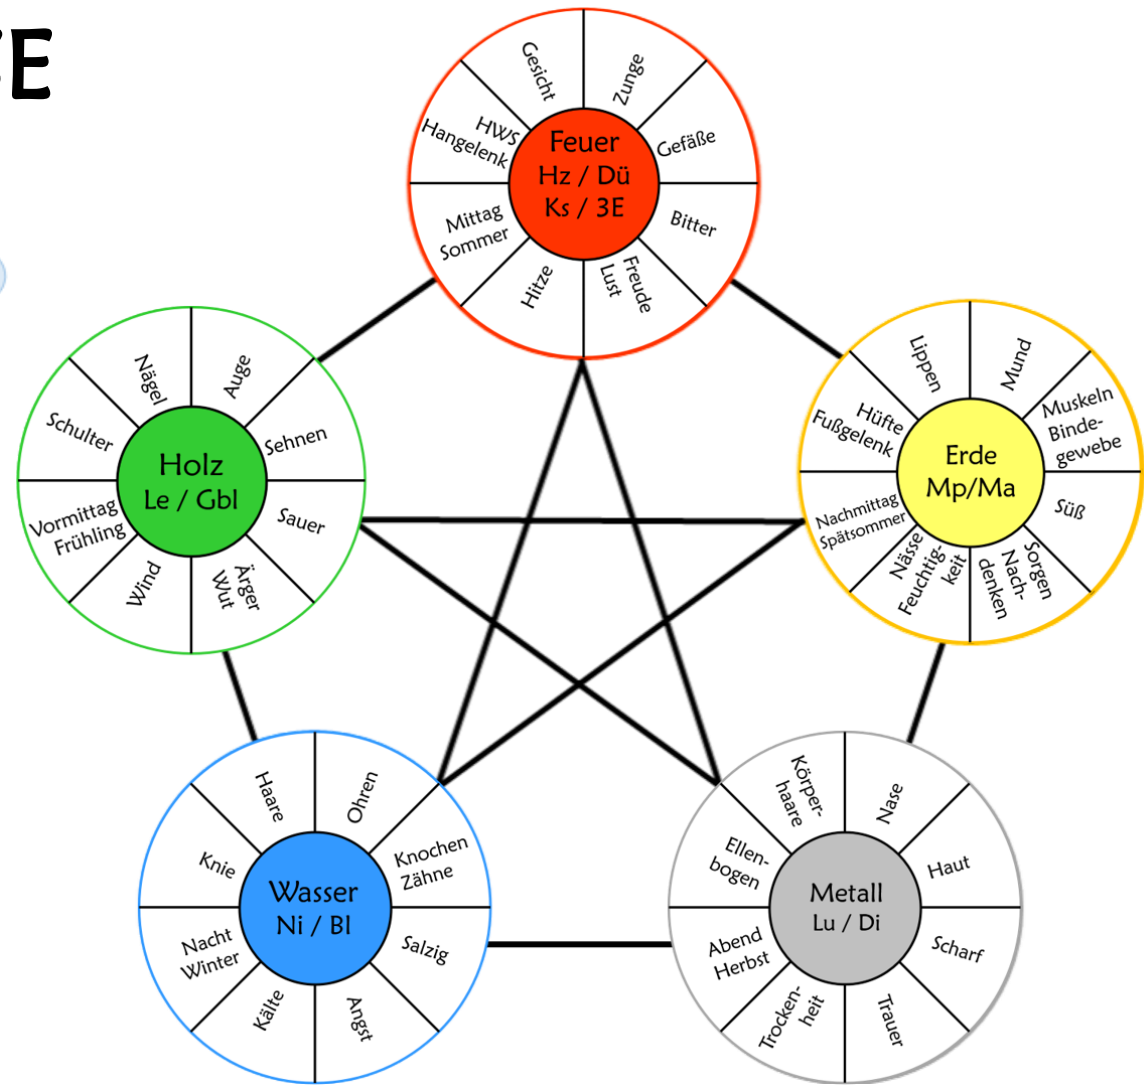 E
Gesicht
Zunge
HWS
Hangelenk
Gefäße
Feuer
Hz / Dü
Ks / 3E
Mittag
Sommer
Bitter
Hitze
Freude
Lust
Nägel
Auge
Schulter
Sehnen
Holz
Le / Gbl
Vormittag
Frühling
Sauer
Wind
Ärger
Wut
Lippen
Mund
Hüfte
Fußgelenk
Muskeln
Binde-
gewebe
Erde
Mp/Ma
Nachmittag
Spätsommer
Süß
Nässe
Feuchtig-
keit
Sorgen
Nach-
denken
Haare
Ohren
Knie
Knochen
Zähne
Wasser
Ni / Bl
Nacht
Winter
Salzig
Kälte
Angst
Körper-
haare
Nase
Ellen-
bogen
Haut
Metall
Lu / Di
Abend
Herbst
Scharf
Trocken-
heit
Trauer